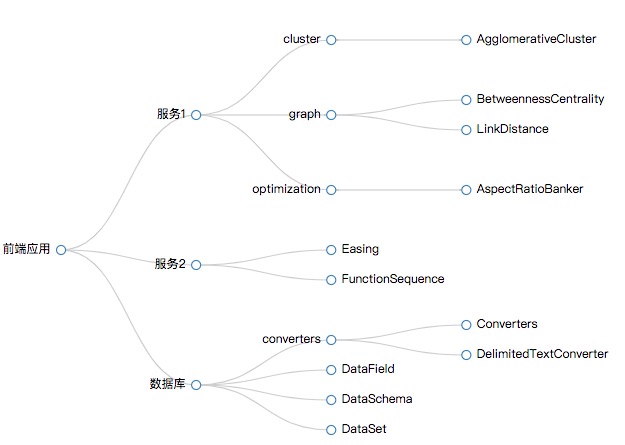 cluster
AgglomerativeCluster
BetweennessCentrality
服务1
graph
LinkDistance
optimization
AspectRatioBanker
前端应用
服务2
Easing
FunctionSequence
converters
Converters
DelimitedTextConverter
数据库
DataField
DataSchema
DataSet